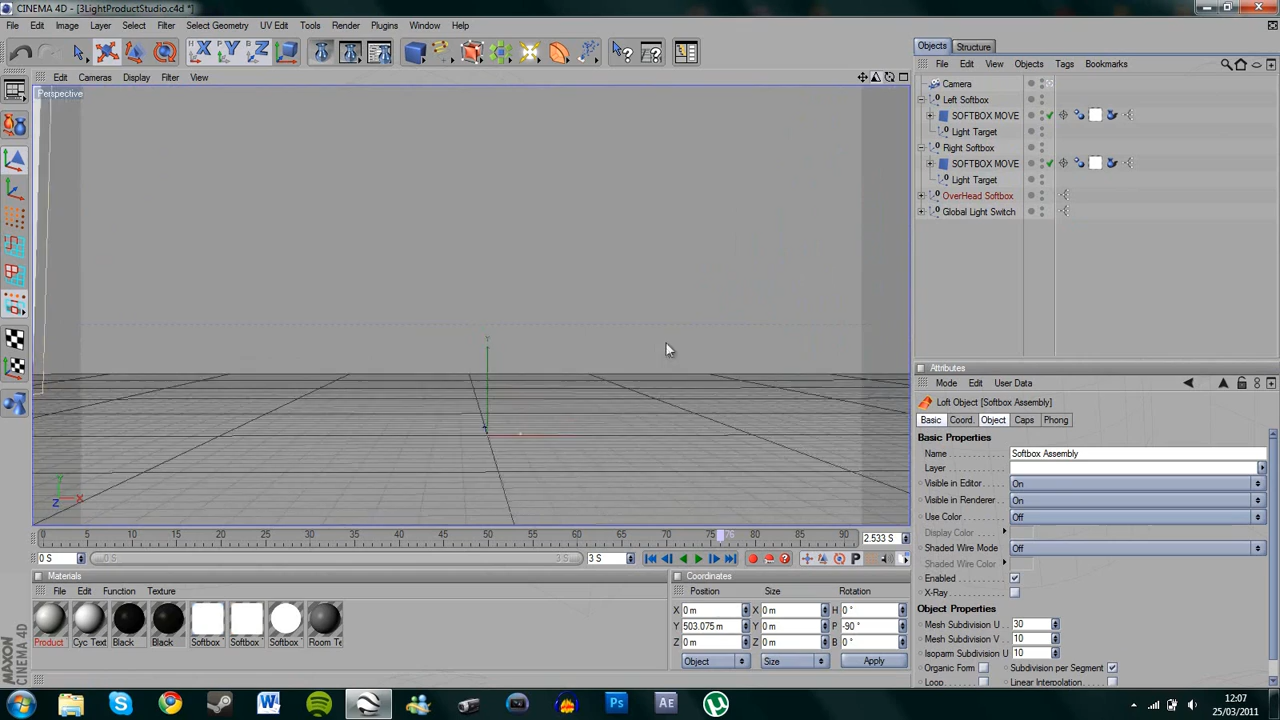 CINEMA 4D - [3LightProductStudio.c4d *]
File Edit Image Layer Select Filter Select Geometry UV Edit Tools Render Plugins Window Help
Edit Cameras Display Filter View
Perspective
Y
Y
Z X
0 5 10 15 20 25 30 35 40 45 50 55 60 65 70 76 80 85 90 2.533 S
0 S 0 S 3 S 3 S
Materials
File Edit Function Texture
Product Cyc Text Black Black Softbox Softbox Softbox Room Te
Coordinates
Position Size Rotation
X 0 m X 0 m H 0 °
Y 503.075 m Y 0 m P -90 °
Z 0 m Z 0 m B 0 °
Object Size Apply
Objects Structure
File Edit View Objects Tags Bookmarks
Camera
Left Softbox
SOFTBOX MOVE
Light Target
Right Softbox
SOFTBOX MOVE
Light Target
OverHead Softbox
Global Light Switch
Attributes
Mode Edit User Data
Loft Object [Softbox Assembly]
Basic Coord. Object Caps Phong
Basic Properties
Name Softbox Assembly
Layer
Visible in Editor On
Visible in Renderer On
Use Color Off
Display Color
Shaded Wire Mode Off
Shaded Wire Color
Enabled
X-Ray
Object Properties
Mesh Subdivision U 30
Mesh Subdivision V 10
Isoparm Subdivision U 10
Organic Form Subdivision per Segment
Loop Linear Interpolation
MAXON
CINEMA 4D
W Ps Ae
12:07
25/03/2011